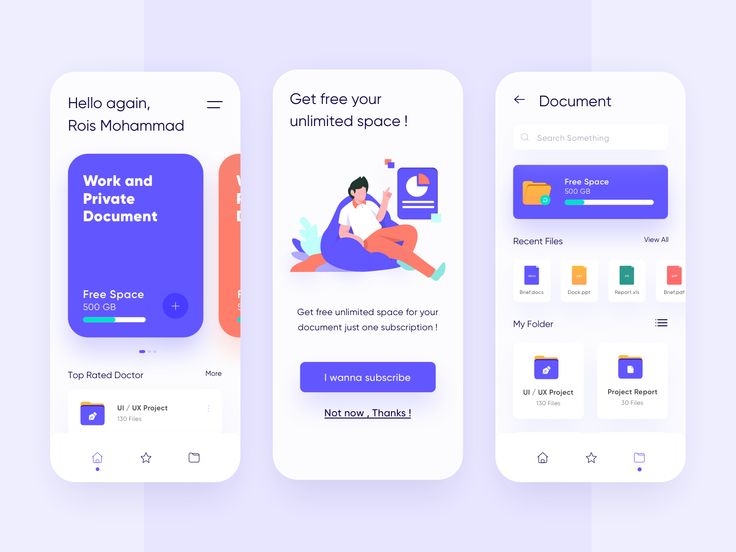 Hello again,
Rois Mohammad
Work and
Private
Document
Free Space
500 GB
Top Rated Doctor
More
UI / UX Project
130 Files
Get free your
unlimited space !
Get free unlimited space for your
document just one subscription !
I wanna subscribe
Not now , Thanks !
Document
Search Something
Free Space
500 GB
Recent Files
View All
Brief.docs
Dock.ppt
Report.xls
Brief.pdf
My Folder
UI / UX Project
130 Files
Project Report
30 Files